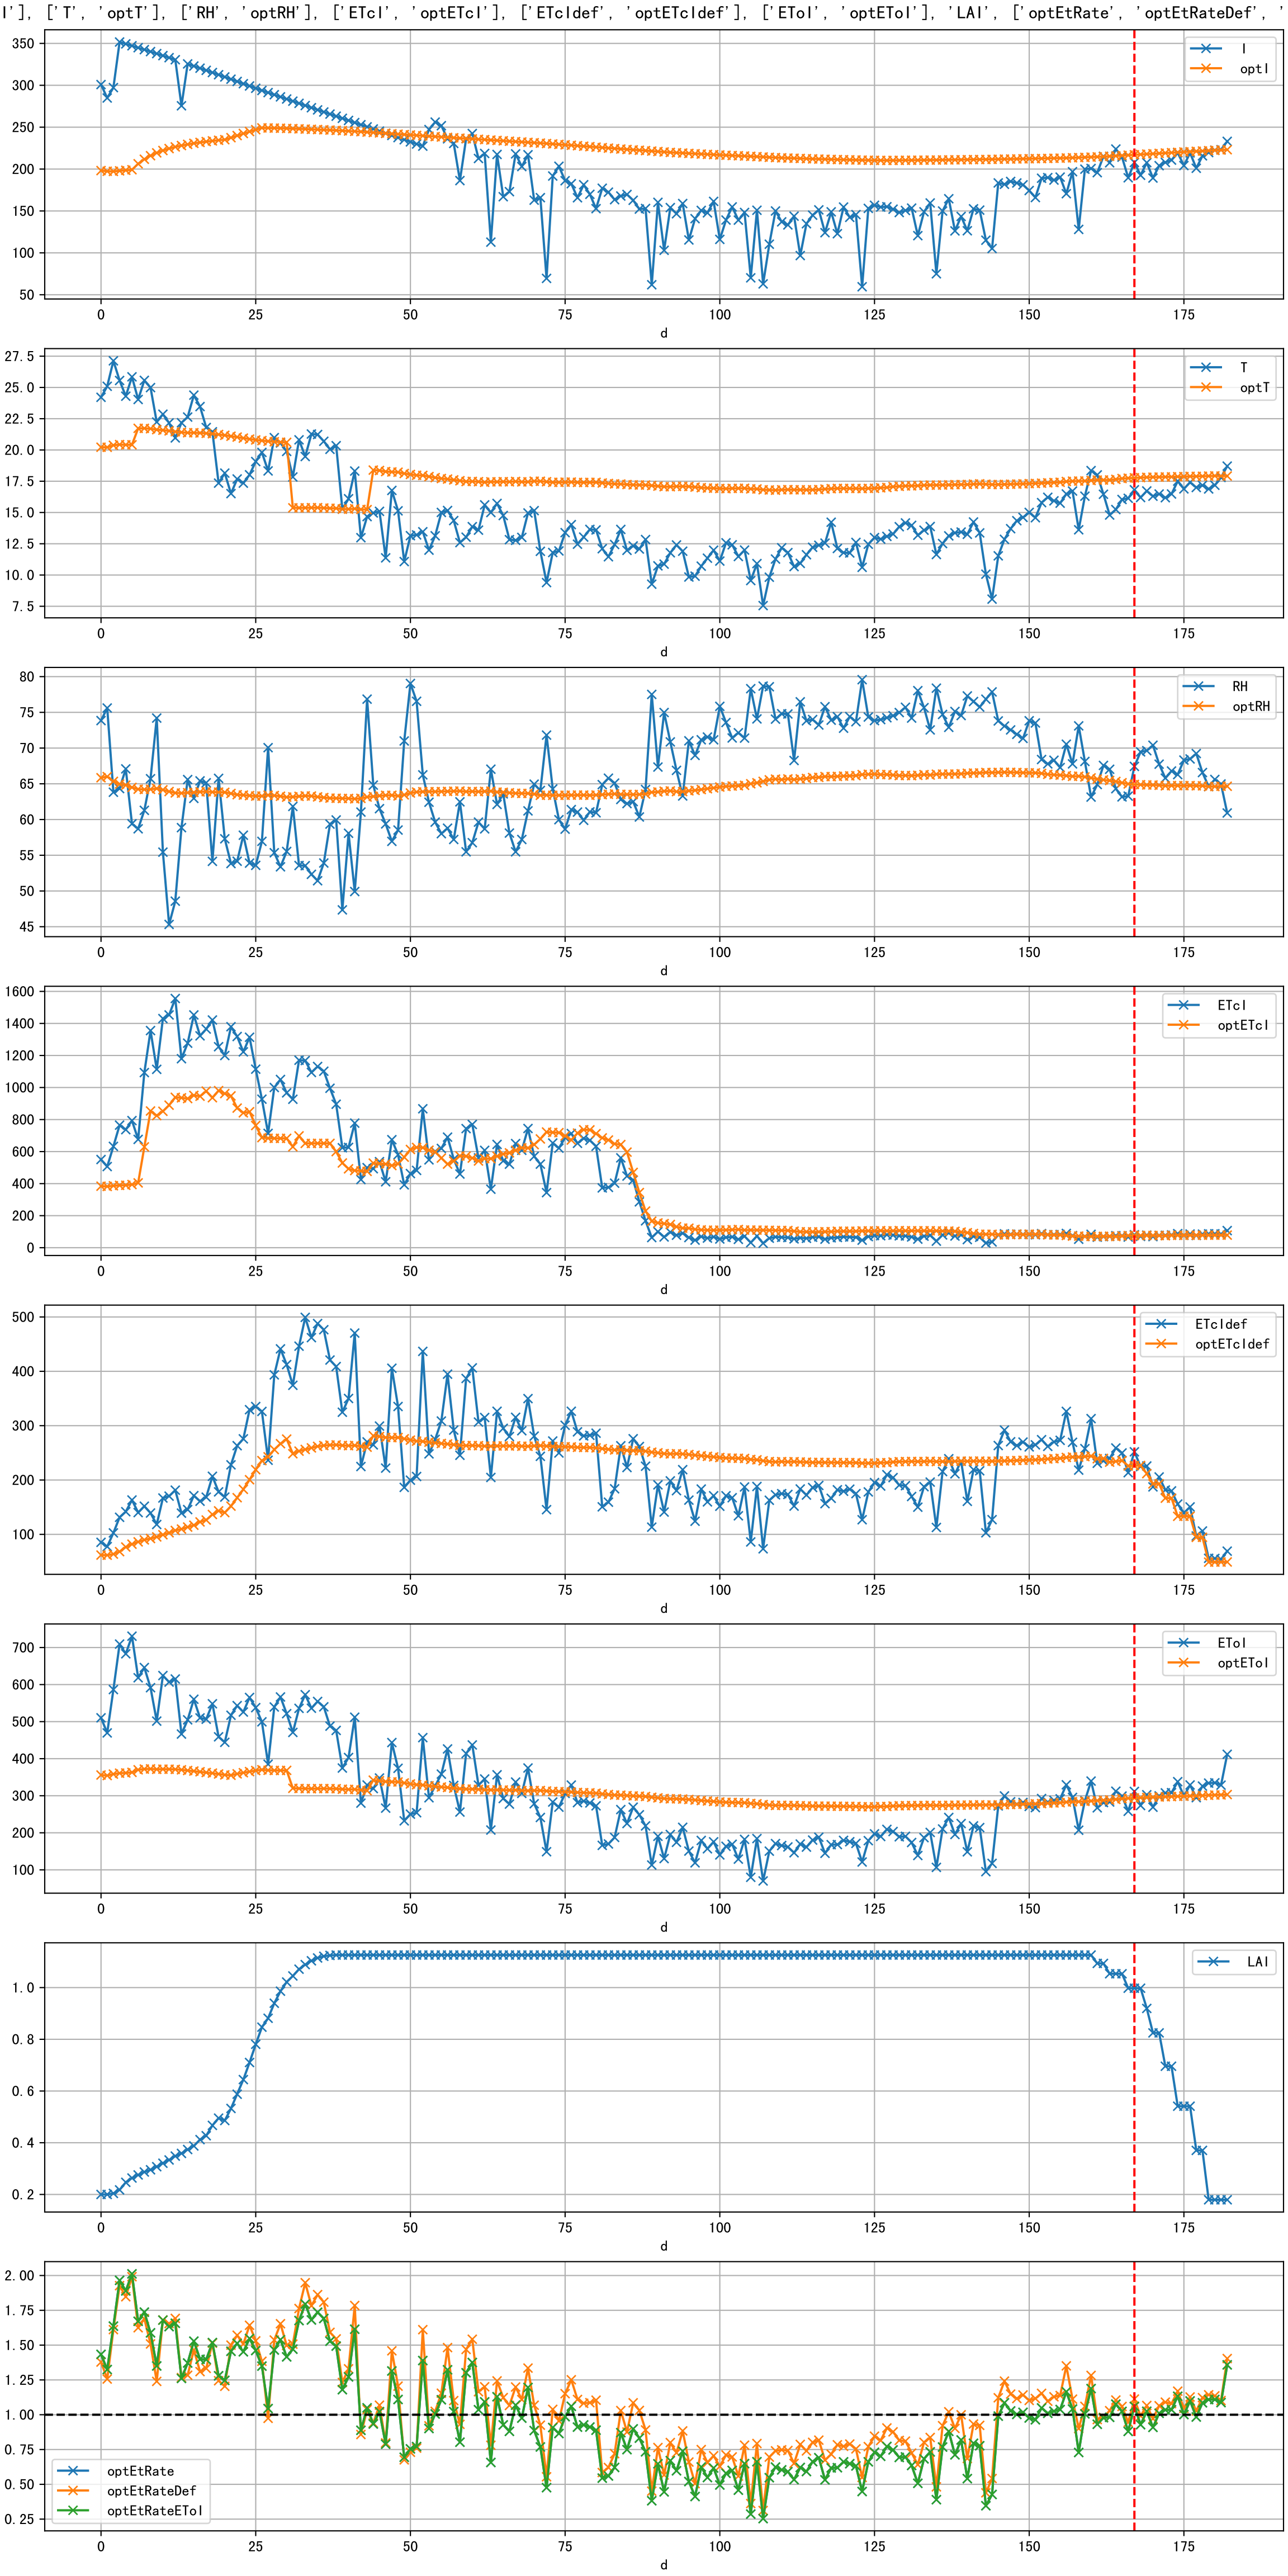 I'], ['T', 'optT'], ['RH', 'optRH'], ['ETcI', 'optETcI'], ['ETcIdef', 'optETcIdef'], ['EToI', 'optEToI'], 'LAI', ['optEtRate', 'optEtRateDef', '
350
300
250
200
150
100
50
I
optI
0 25 50 75 100 125 150 175
d
27.5
25.0
22.5
20.0
17.5
15.0
12.5
10.0
7.5
T
optT
0 25 50 75 100 125 150 175
d
80
75
70
65
60
55
50
45
RH
optRH
0 25 50 75 100 125 150 175
d
1600
1400
1200
1000
800
600
400
200
0
ETcI
optETcI
0 25 50 75 100 125 150 175
d
500
400
300
200
100
ETcIdef
optETcIdef
0 25 50 75 100 125 150 175
d
700
600
500
400
300
200
100
EToI
optEToI
0 25 50 75 100 125 150 175
d
1.0
0.8
0.6
0.4
0.2
LAI
0 25 50 75 100 125 150 175
d
2.00
1.75
1.50
1.25
1.00
0.75
0.50
0.25
optEtRate
optEtRateDef
optEtRateEToI
0 25 50 75 100 125 150 175
d